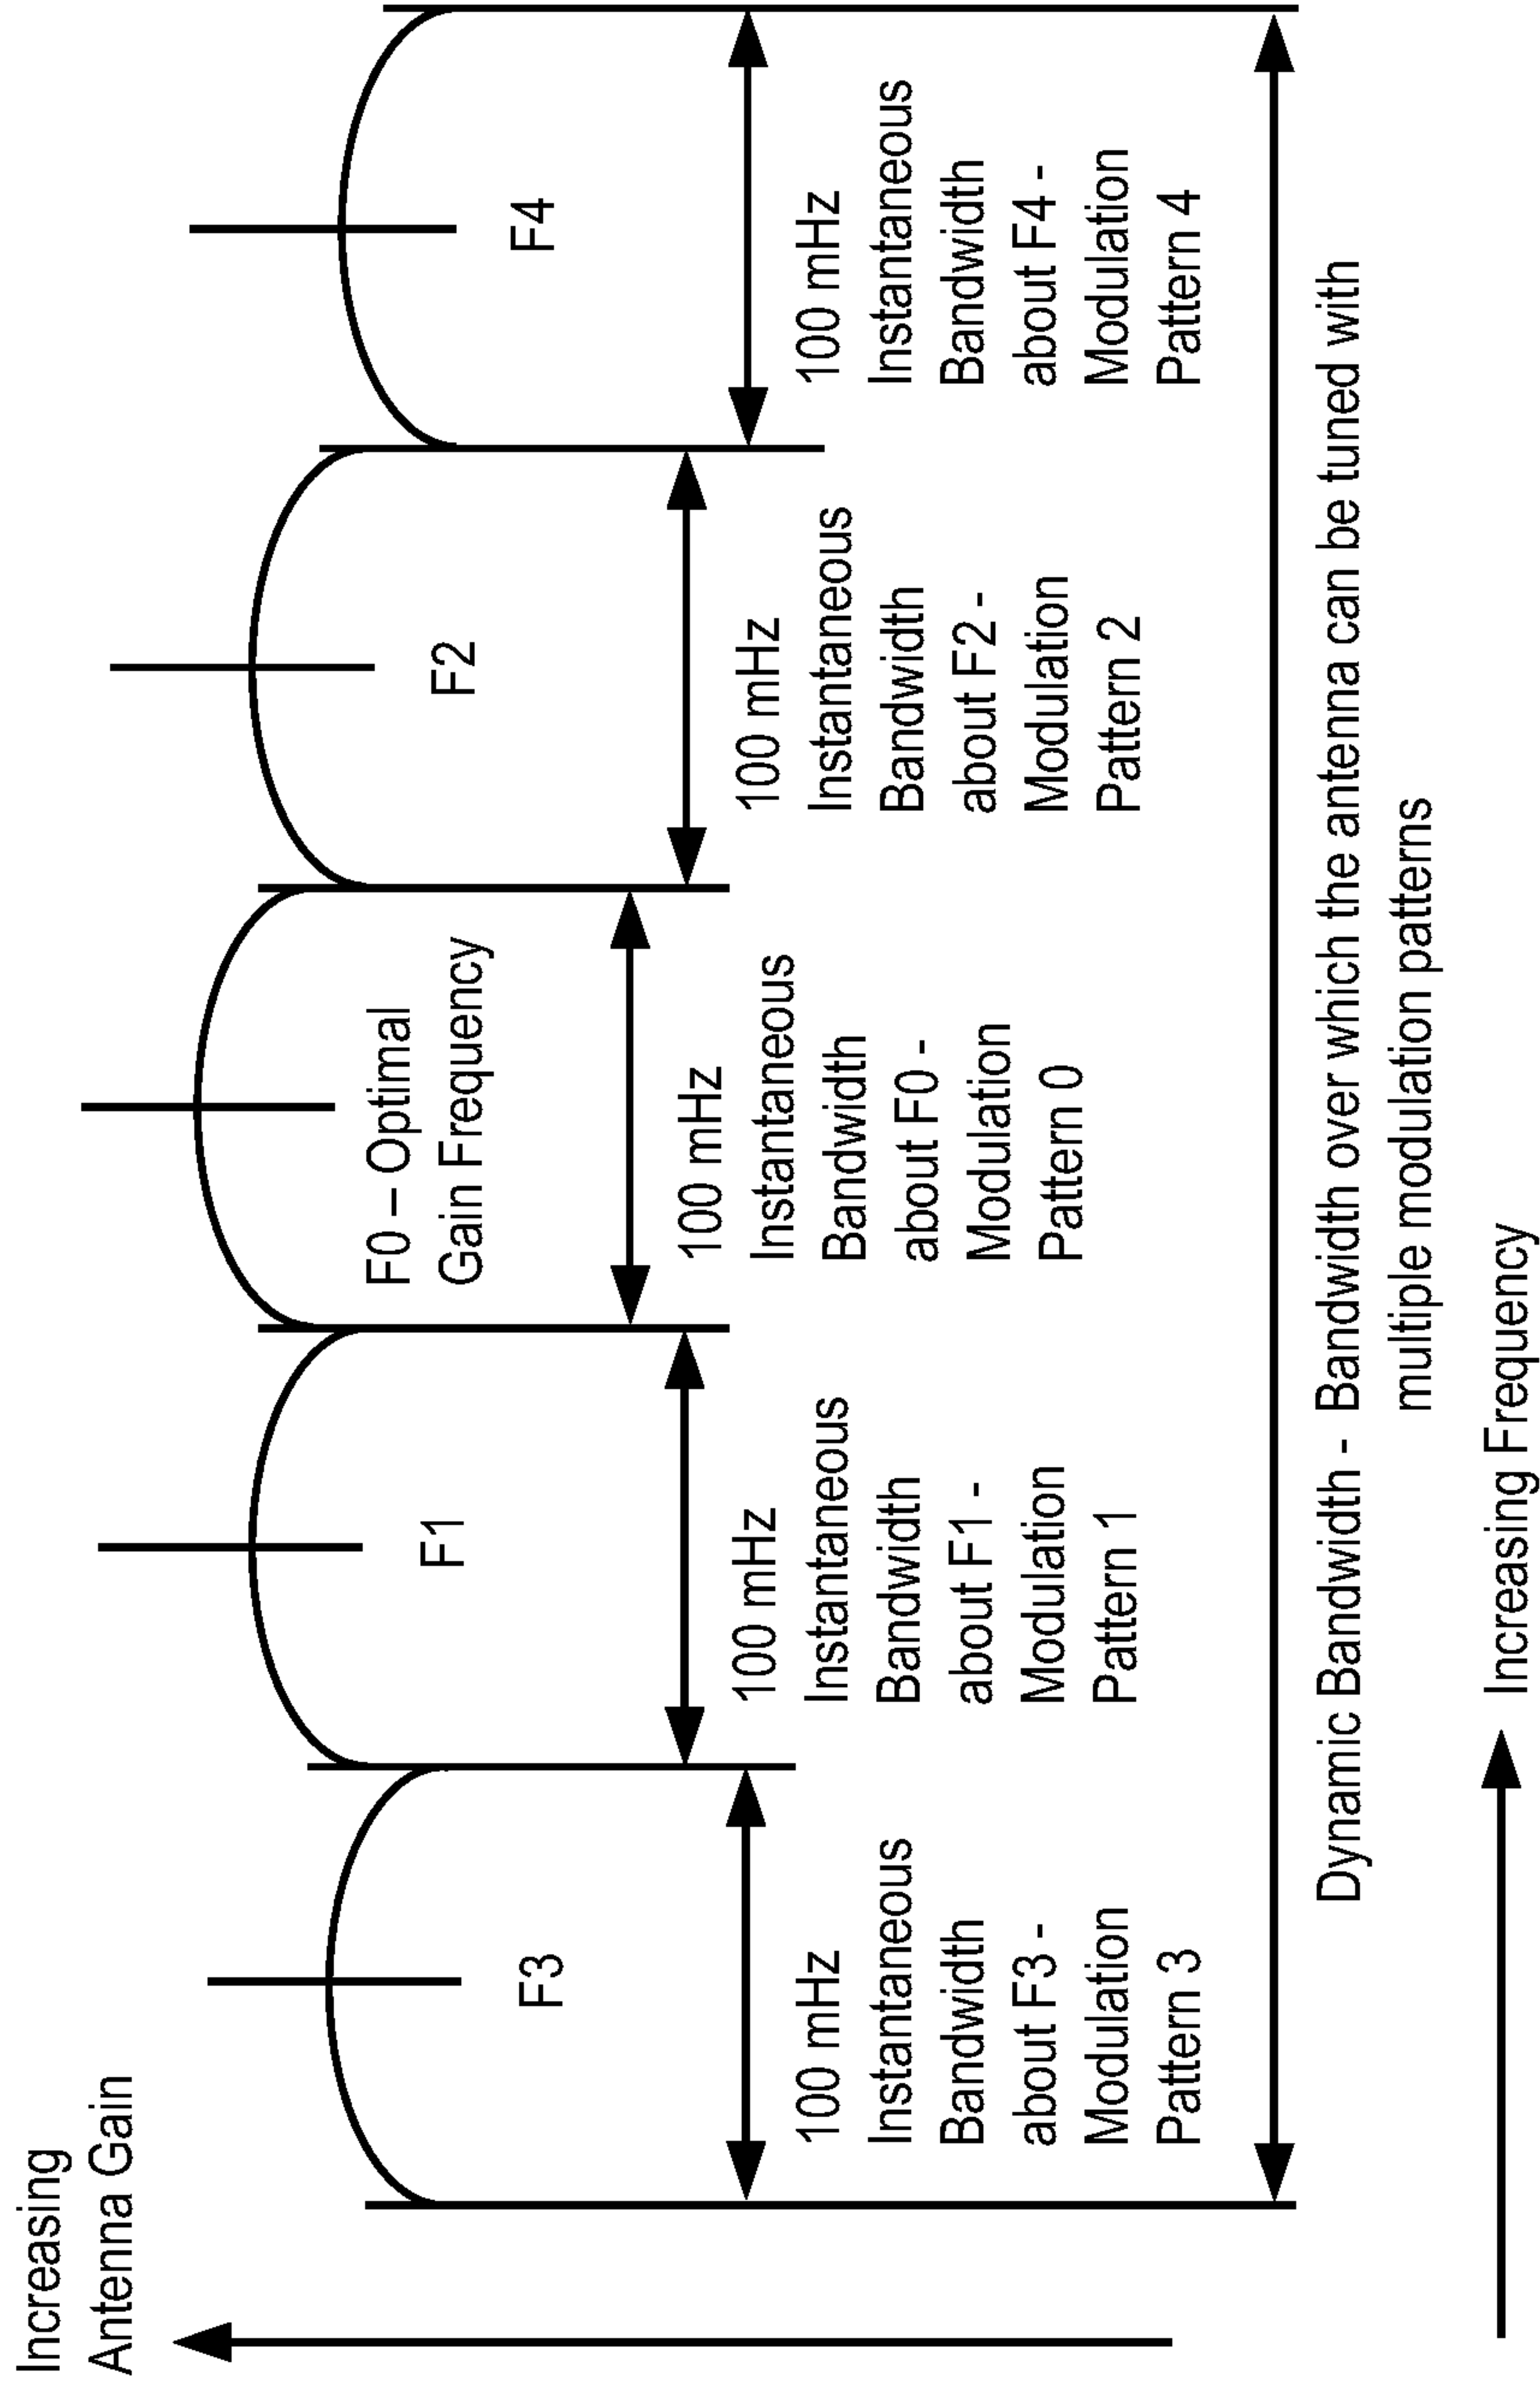 Increasing
Antenna Gain
F3
F1
F0 – Optimal
Gain Frequency
F2
F4
100 mHz
Instantaneous
Bandwidth
about F3 -
Modulation
Pattern 3
100 mHz
Instantaneous
Bandwidth
about F1 -
Modulation
Pattern 1
100 mHz
Instantaneous
Bandwidth
about F0 -
Modulation
Pattern 0
100 mHz
Instantaneous
Bandwidth
about F2 -
Modulation
Pattern 2
100 mHz
Instantaneous
Bandwidth
about F4 -
Modulation
Pattern 4
Dynamic Bandwidth - Bandwidth over which the antenna can be tuned with
multiple modulation patterns
Increasing Frequency